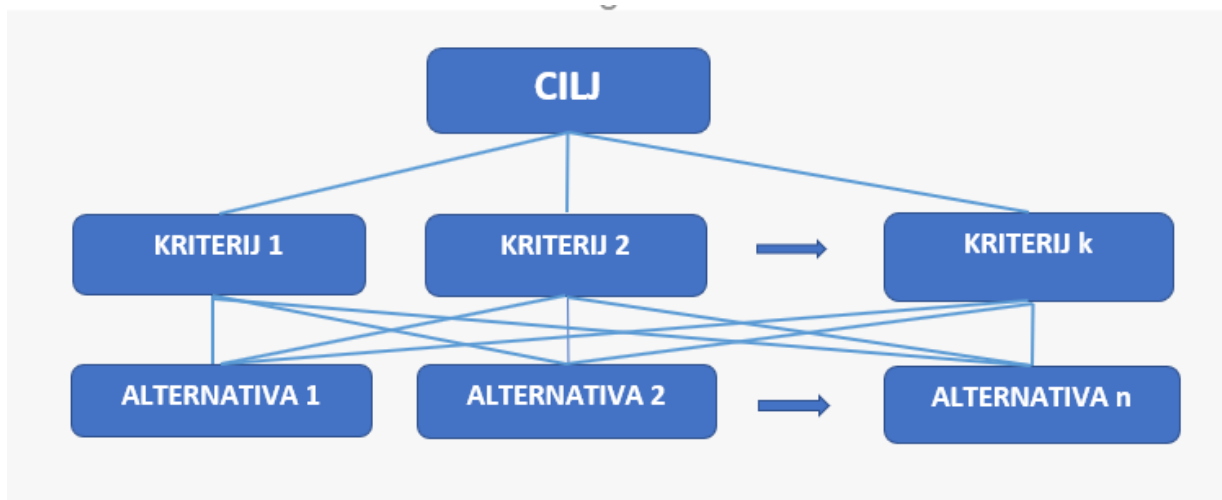 CILJ
KRITERIJ 1
KRITERIJ 2
KRITERIJ k
ALTERNATIVA 1
ALTERNATIVA 2
ALTERNATIVA n